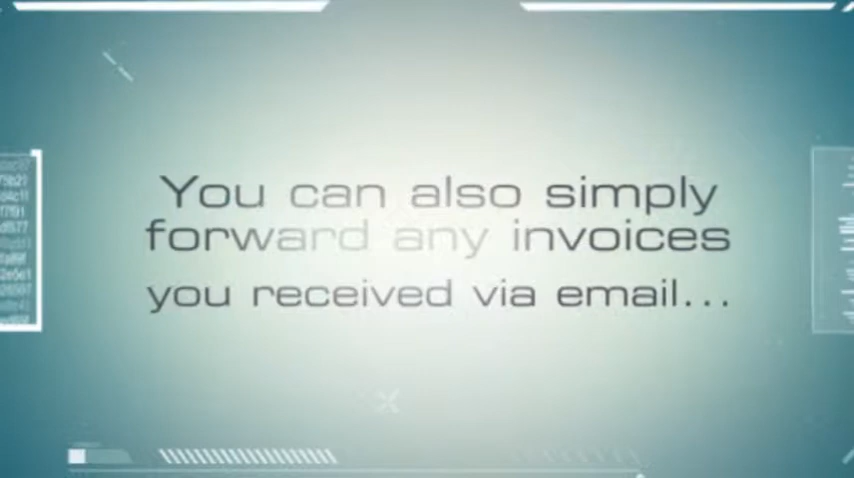 You can also simply
forward any invoices
you received via email...